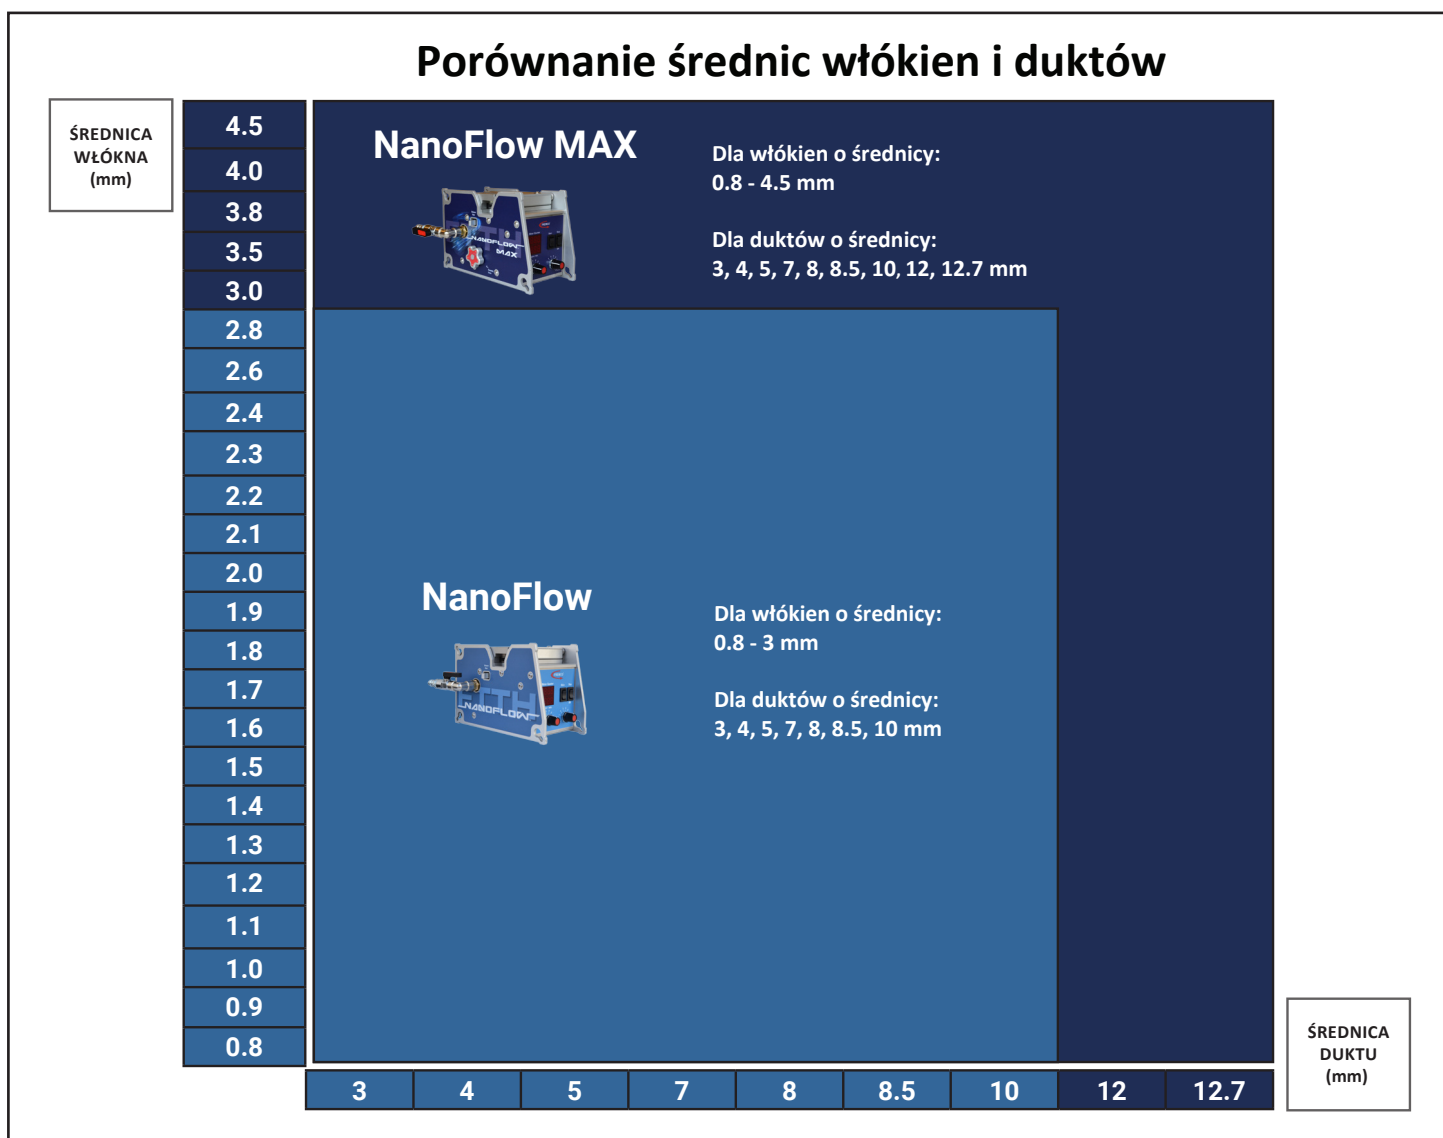 Porównanie średnic włókien i duktów
ŚREDNICA
WŁÓKNA
(mm)
4.5
4.0
3.8
3.5
3.0
2.8
2.6
2.4
2.3
2.2
2.1
2.0
1.9
1.8
1.7
1.6
1.5
1.4
1.3
1.2
1.1
1.0
0.9
0.8
NanoFlow MAX
NANOFLOW
MAX
Dla włókien o średnicy:
0.8 - 4.5 mm
Dla duktów o średnicy:
3, 4, 5, 7, 8, 8.5, 10, 12, 12.7 mm
NanoFlow
NANOFLOW
Dla włókien o średnicy:
0.8 - 3 mm
Dla duktów o średnicy:
3, 4, 5, 7, 8, 8.5, 10 mm
3 4 5 7 8 8.5 10 12 12.7
ŚREDNICA
DUKTU
(mm)